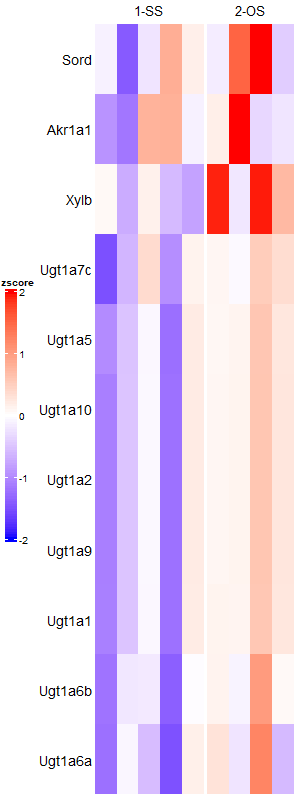 1-SS 2-OS
Sord
Akr1a1
Xylb
Ugt1a7c
zscore
2
1
0
-1
-2
Ugt1a5
Ugt1a10
Ugt1a2
Ugt1a9
Ugt1a1
Ugt1a6b
Ugt1a6a